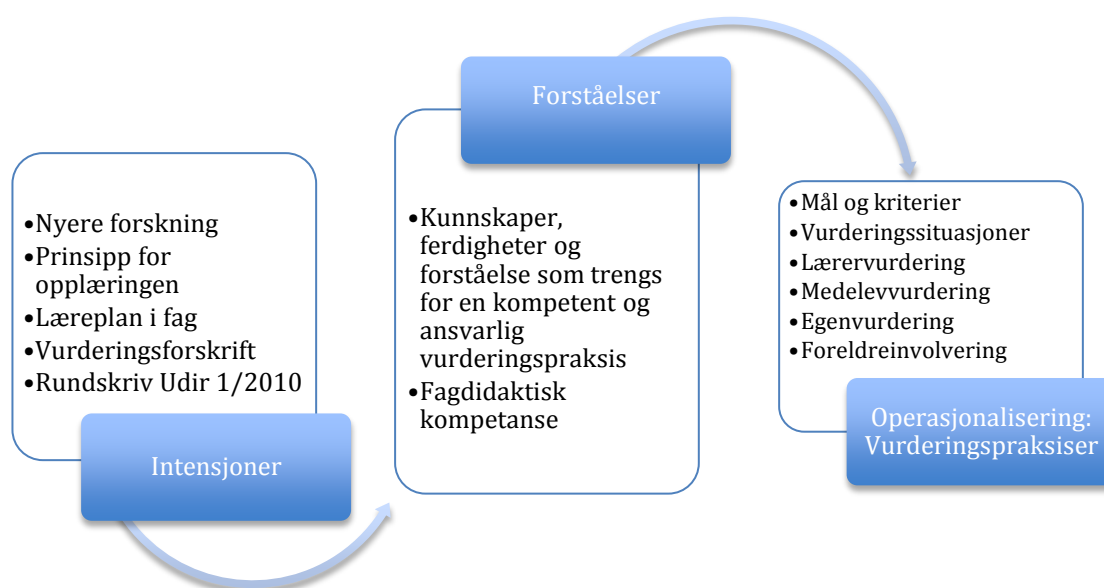 •Nyere forskning
•Prinsipp for
opplæringen
•Læreplan i fag
•Vurderingsforskrift
•Rundskriv Udir 1/2010
Intensjoner
Forståelser
•Kunnskaper,
ferdigheter og
forståelse som trengs
for en kompetent og
ansvarlig
vurderingspraksis
•Fagdidaktisk
kompetanse
•Mål og kriterier
•Vurderingssituasjoner
•Lærervurdering
•Medelevvurdering
•Egenvurdering
•Foreldreinvolvering
Operasjonalisering:
Vurderingspraksiser